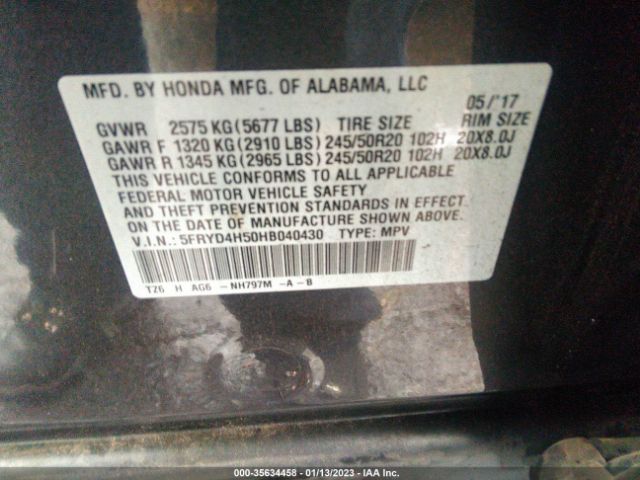 MFD. BY HONDA MFG. OF ALABAMA, LLC
05/'17
GVWR 2575 KG(5677 LBS) TIRE SIZE RIM SIZE
GAWR F 1320 KG(2910 LBS)245/50R20 102H 20X8.0J
GAWR R 1345 KG(2965 LBS)245/50R20 102H 20X8.0J
THIS VEHICLE CONFORMS TO ALL APPLICABLE
FEDERAL MOTOR VEHICLE SAFETY
AND THEFT PREVENTION STANDARDS IN EFFECT
ON THE DATE OF MANUFACTURE SHOWN ABOVE.
V.I.N.: 5FRYD4H50HB040430 TYPE: MPV
TZ6 H AG6-NH797M -A-B
000-35634458 - 01/13/2023 - IAA Inc.